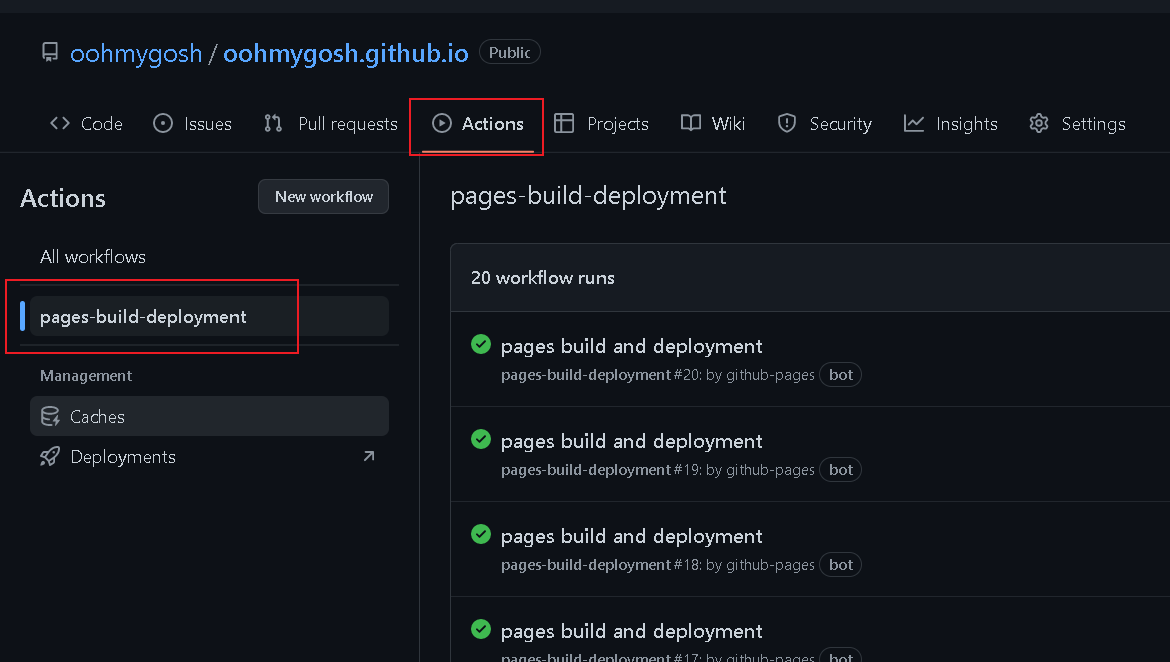 oohmygosh / oohmygosh.github.io Public
Code Issues Pull requests Actions Projects Wiki Security Insights Settings
Actions New workflow
All workflows
pages-build-deployment
Management
Caches
Deployments
pages-build-deployment
20 workflow runs
pages build and deployment
pages-build-deployment #20: by github-pages bot
pages build and deployment
pages-build-deployment #19: by github-pages bot
pages build and deployment
pages-build-deployment #18: by github-pages bot
pages build and deployment
pages-build-deployment #17: by github-pages bot